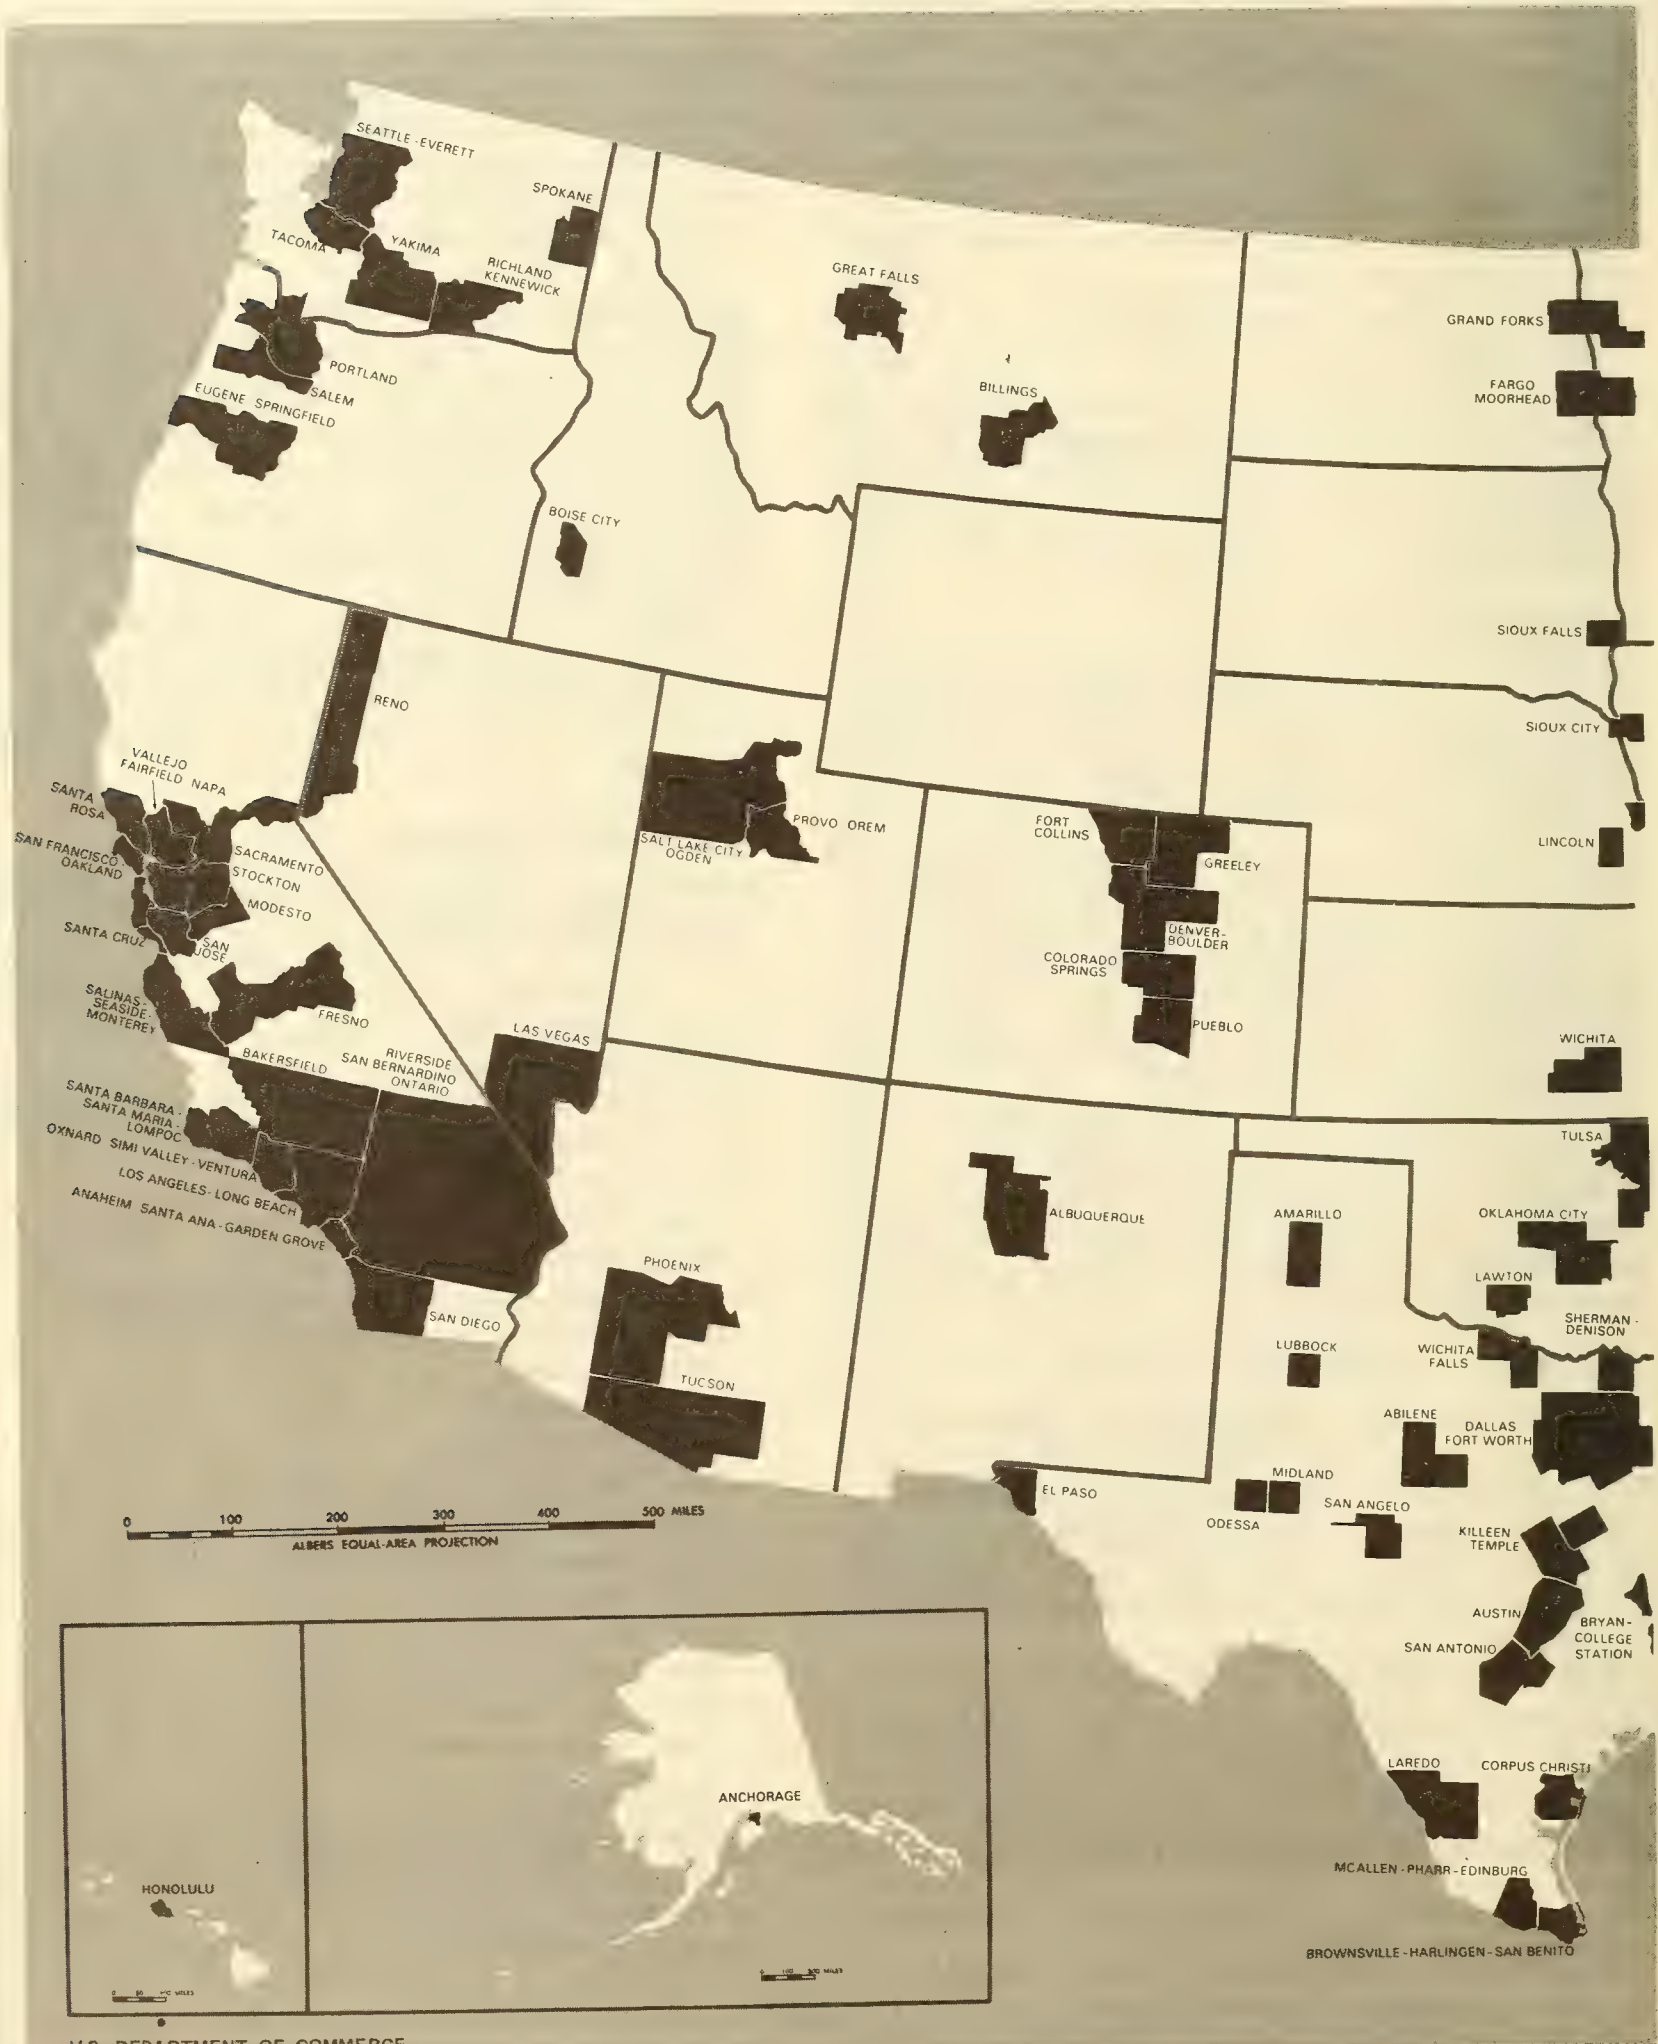 SEATTLE - EVERETT
SPOKANE
TACOMA
YAKIMA
RICHLAND
KENNEWICK
GREAT FALLS
GRAND FORKS
PORTLAND
SALEM
EUGENE SPRINGFIELD
BILLINGS
FARGO
MOORHEAD
BOISE CITY
SIOUX FALLS
RENO
SIOUX CITY
VALLEJO
FAIRFIELD NAPA
SANTA
ROSA
SAN FRANCISCO -
OAKLAND
SACRAMENTO
STOCKTON
MODESTO
SANTA CRUZ
SAN
JOSE
SALINAS-
SEASIDE-
MONTEREY
FRESNO
PROVO OREM
SALT LAKE CITY
OGDEN
FORT
COLLINS
GREELEY
LINCOLN
DENVER-
BOULDER
COLORADO
SPRINGS
PUEBLO
LAS VEGAS
WICHITA
BAKERSFIELD
RIVERSIDE
SAN BERNARDINO
ONTARIO
SANTA BARBARA -
SANTA MARIA -
LOMPOC
OXNARD SIMI VALLEY - VENTURA
LOS ANGELES - LONG BEACH
ANAHEIM SANTA ANA - GARDEN GROVE
SAN DIEGO
PHOENIX
TUCSON
ALBUQUERQUE
AMARILLO
TULSA
OKLAHOMA CITY
LAWTON
SHERMAN -
DENISON
LUBBOCK
WICHITA
FALLS
ABILENE
DALLAS
FORT WORTH
EL PASO
MIDLAND
ODESSA
SAN ANGELO
KILLEEN
TEMPLE
AUSTIN
BRYAN-
COLLEGE
STATION
SAN ANTONIO
0 100 200 300 400 500 MILES
ALBERS EQUAL-AREA PROJECTION
LAREDO
CORPUS CHRISTI
MCALLEN - PHARR - EDINBURG
BROWNSVILLE - HARLINGEN - SAN BENITO
ANCHORAGE
HONOLULU
U.S. DEPARTMENT OF COMMERCE